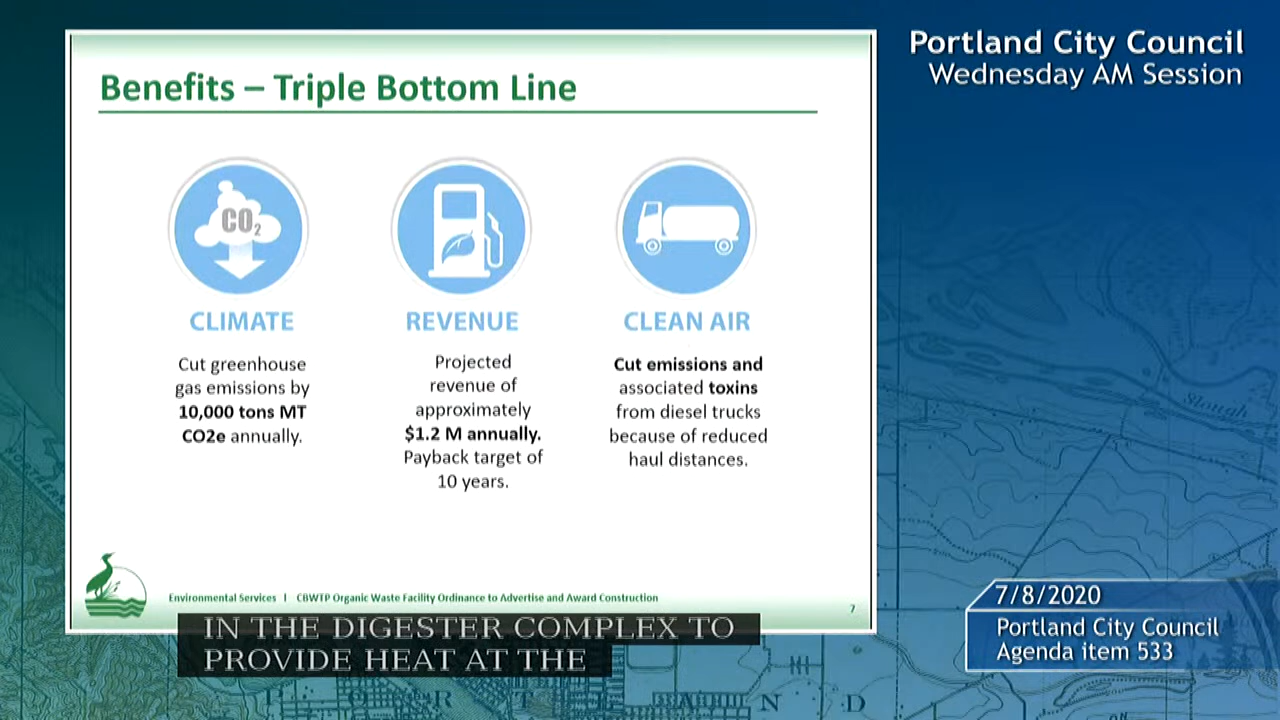 Portland City Council
Wednesday AM Session
Benefits – Triple Bottom Line
CO2
CLIMATE
Cut greenhouse
gas emissions by
10,000 tons MT
CO2e annually.
REVENUE
Projected
revenue of
approximately
$1.2 M annually.
Payback target of
10 years.
CLEAN AIR
Cut emissions and
associated toxins
from diesel trucks
because of reduced
haul distances.
Environmental Services | CBWTP Organic Waste Facility Ordinance to Advertise and Award Construction
7
IN THE DIGESTER COMPLEX TO
PROVIDE HEAT AT THE
7/8/2020
Portland City Council
Agenda item 533
Slough